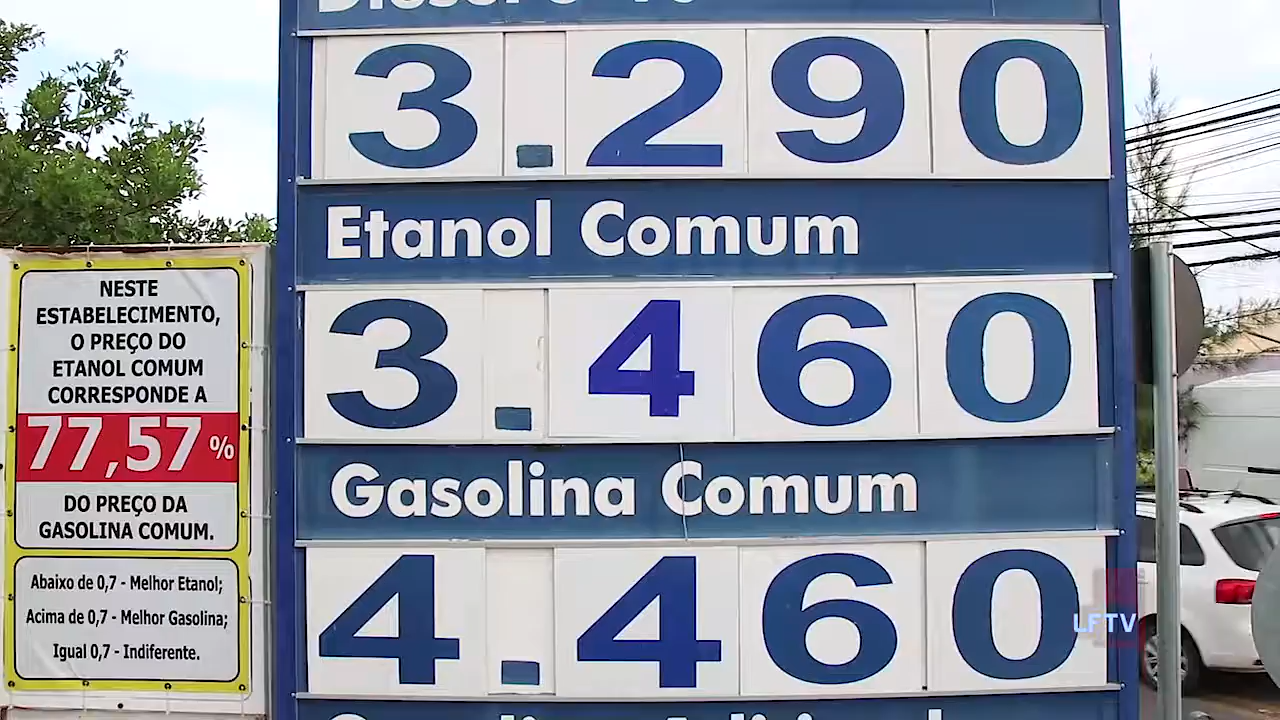 3.290
Etanol Comum
3.460
Gasolina Comum
4.460
NESTE
ESTABELECIMENTO,
O PREÇO DO
ETANOL COMUM
CORRESPONDE A
77,57%
DO PREÇO DA
GASOLINA COMUM.
Abaixo de 0,7 - Melhor Etanol;
Acima de 0,7 - Melhor Gasolina;
Igual 0,7 - Indiferente.
LFTV